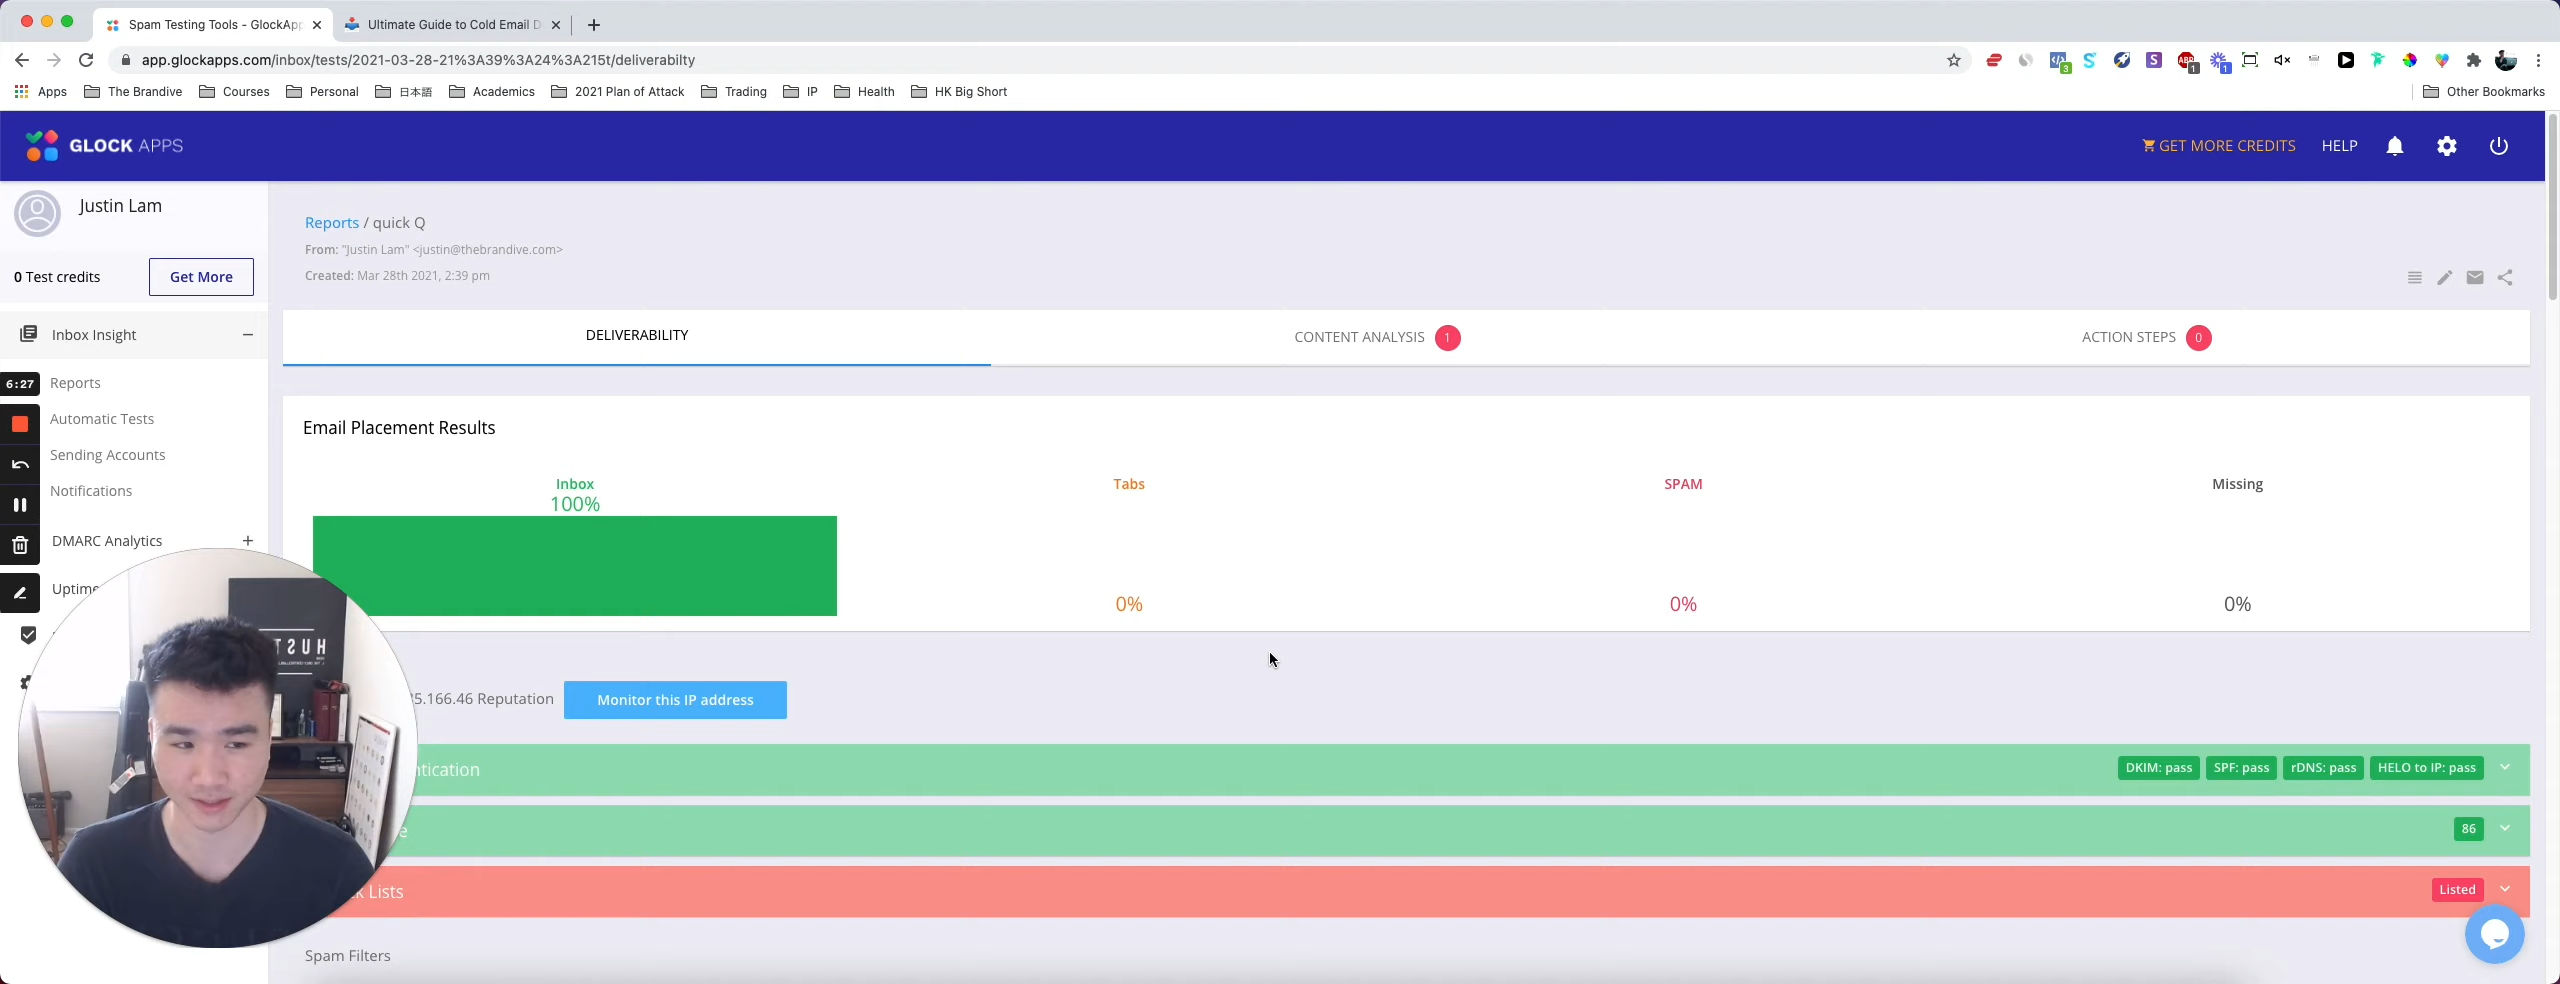 Spam Testing Tools - GlockApp
Ultimate Guide to Cold Email D
app.glockapps.com/inbox/tests/2021-03-28-21%3A39%3A24%3A215t/deliverabilty
3
S
S
ABP
1
1
Apps
The Brandive
Courses
Personal
日本語
Academics
2021 Plan of Attack
Trading
IP
Health
HK Big Short
Other Bookmarks
GLOCK APPS
GET MORE CREDITS
HELP
Justin Lam
0 Test credits
Get More
Inbox Insight
Reports
Automatic Tests
Sending Accounts
Notifications
DMARC Analytics
Uptime
6:27
Reports / quick Q
From: "Justin Lam" <justin@thebrandive.com>
Created: Mar 28th 2021, 2:39 pm
DELIVERABILITY
CONTENT ANALYSIS 1
ACTION STEPS 0
Email Placement Results
Inbox
100%
Tabs
0%
SPAM
0%
Missing
0%
5.166.46 Reputation
Monitor this IP address
ntication
DKIM: pass
SPF: pass
rDNS: pass
HELO to IP: pass
e
86
k Lists
Listed
Spam Filters
HUST